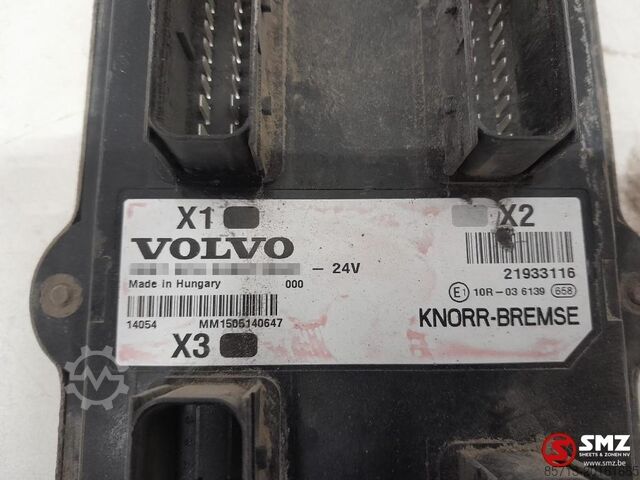 X1
X2
VOLVO
- 24V
Made in Hungary 000
21933116
E1 10R-03 6139 658
14054 MM1505140647
KNORR-BREMSE
X3
SMZ
SHEETS & ZONEN NV
www.smz.be